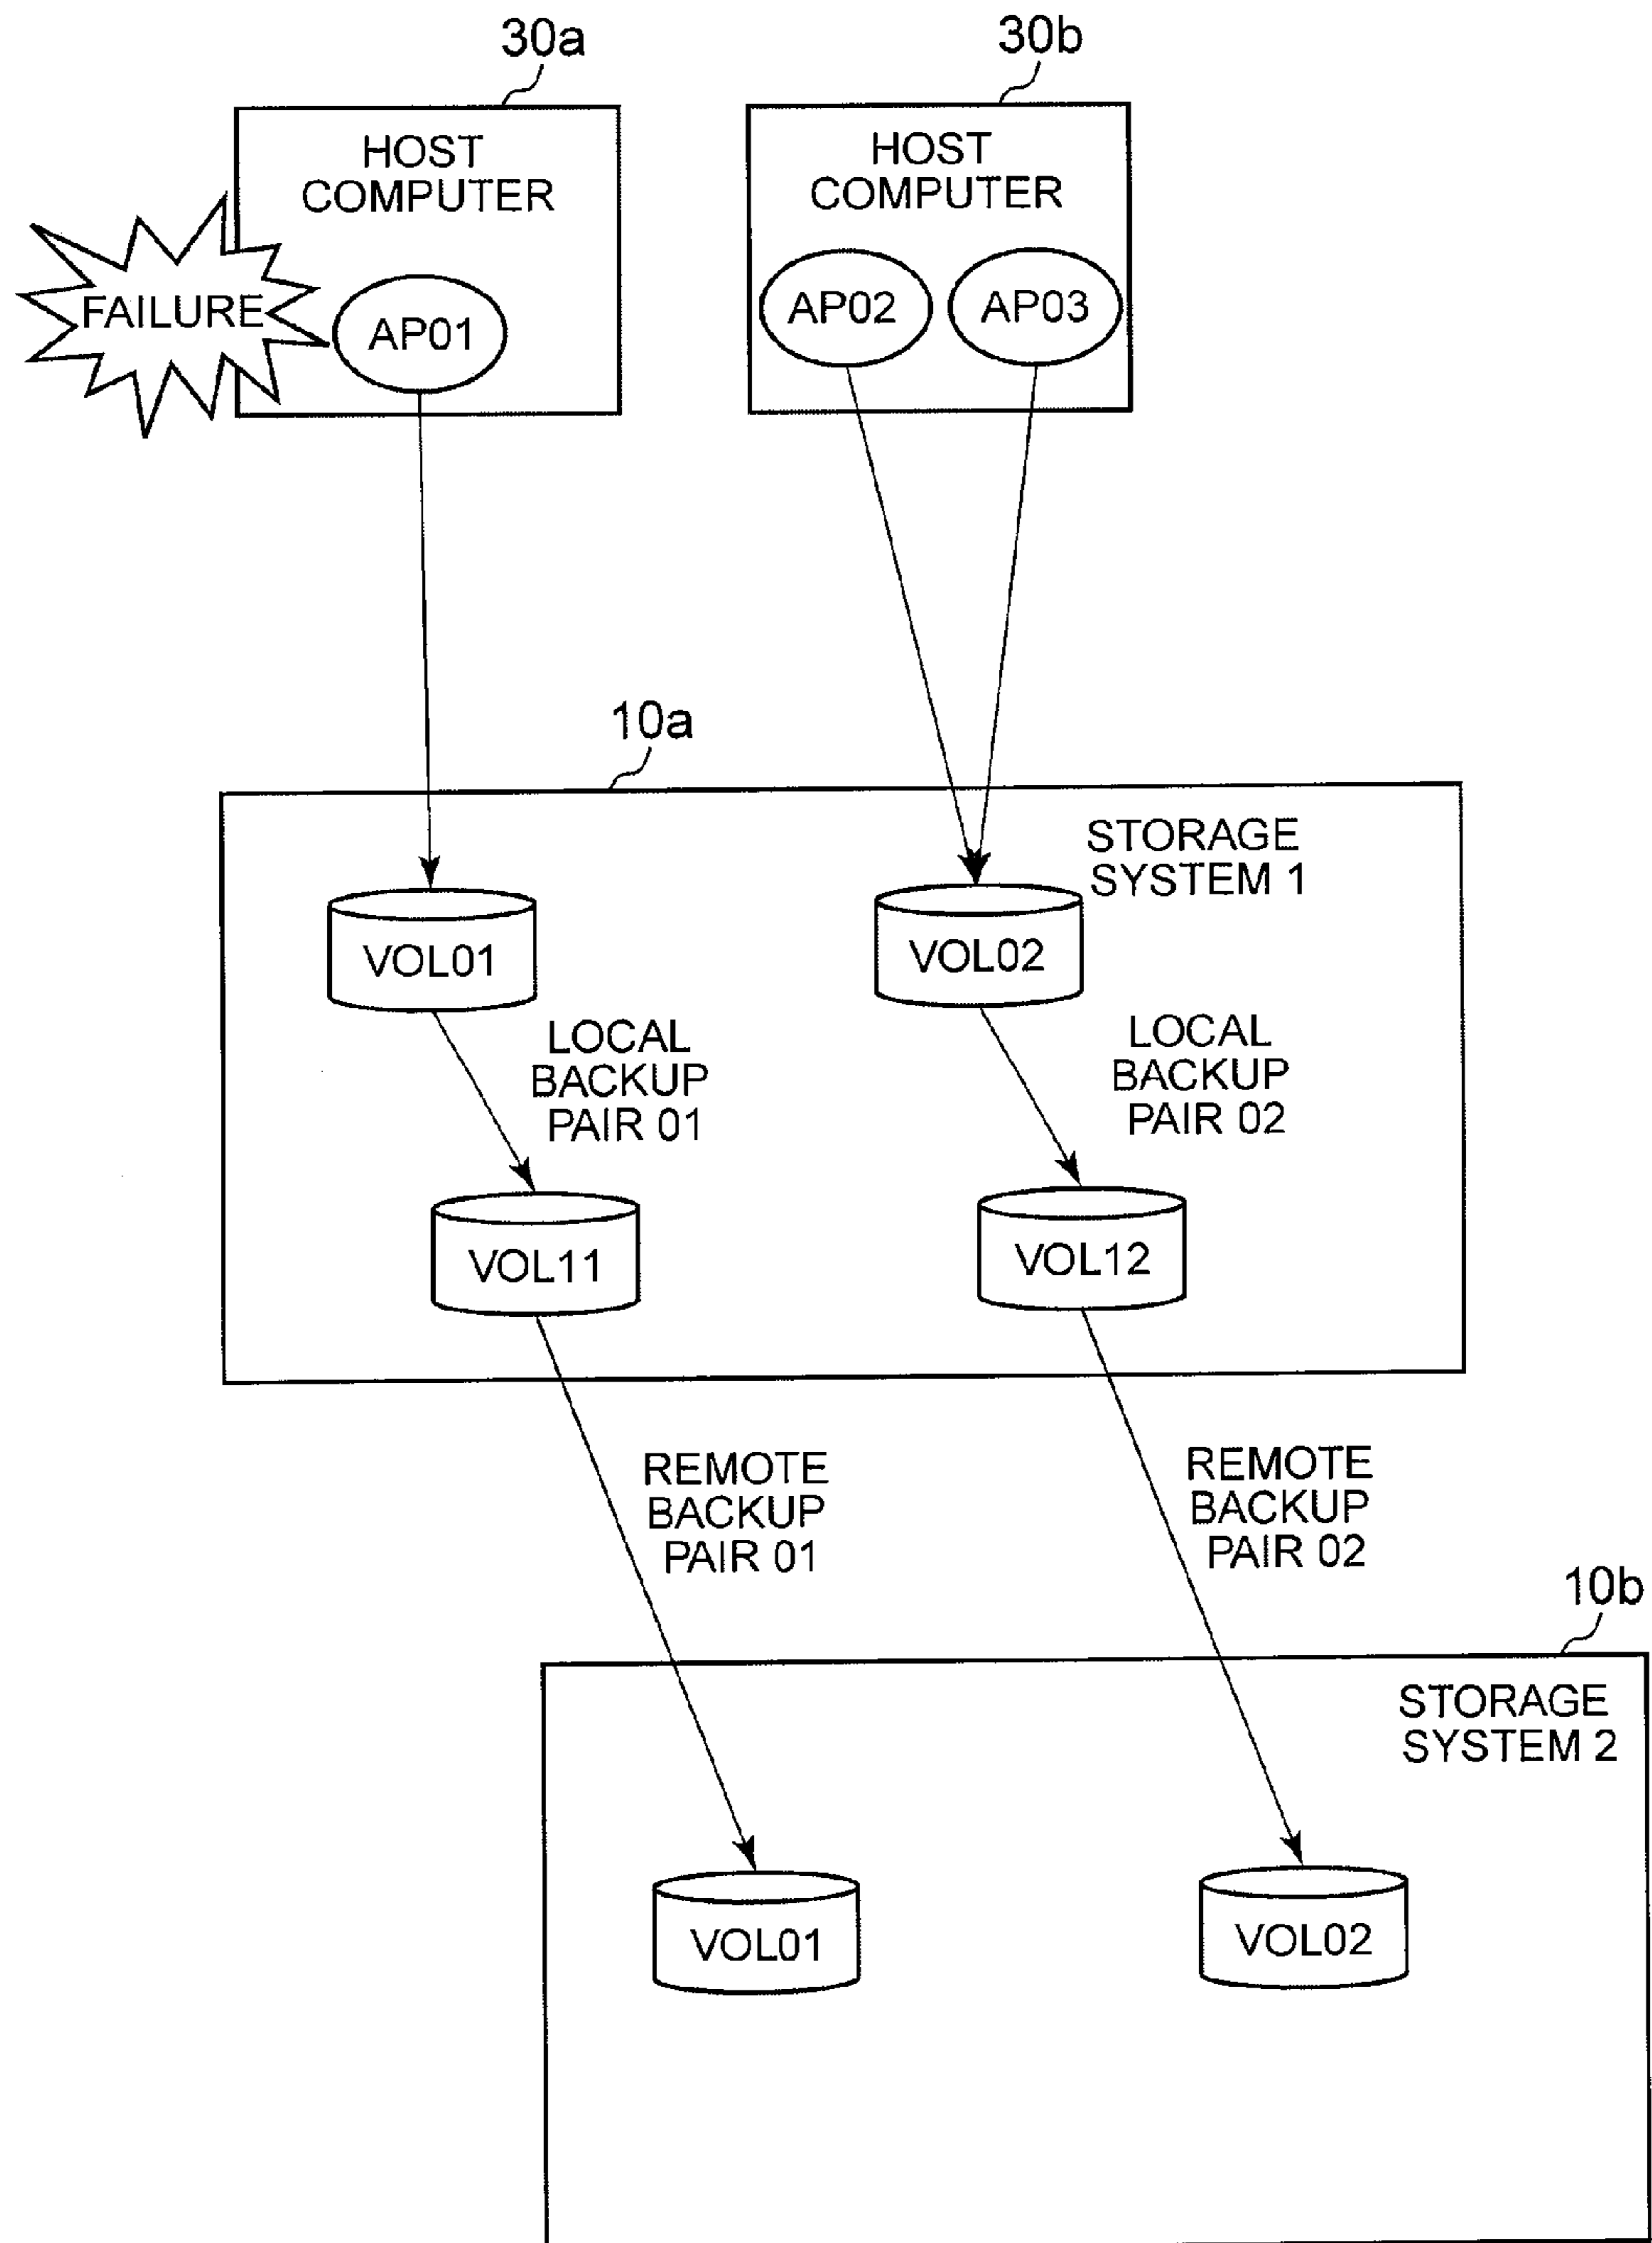 30a
30b
HOST
COMPUTER
HOST
COMPUTER
FAILURE
AP01
AP02
AP03
10a
STORAGE
SYSTEM 1
VOL01
VOL02
LOCAL
BACKUP
PAIR 01
LOCAL
BACKUP
PAIR 02
VOL11
VOL12
REMOTE
BACKUP
PAIR 01
REMOTE
BACKUP
PAIR 02
10b
STORAGE
SYSTEM 2
VOL01
VOL02